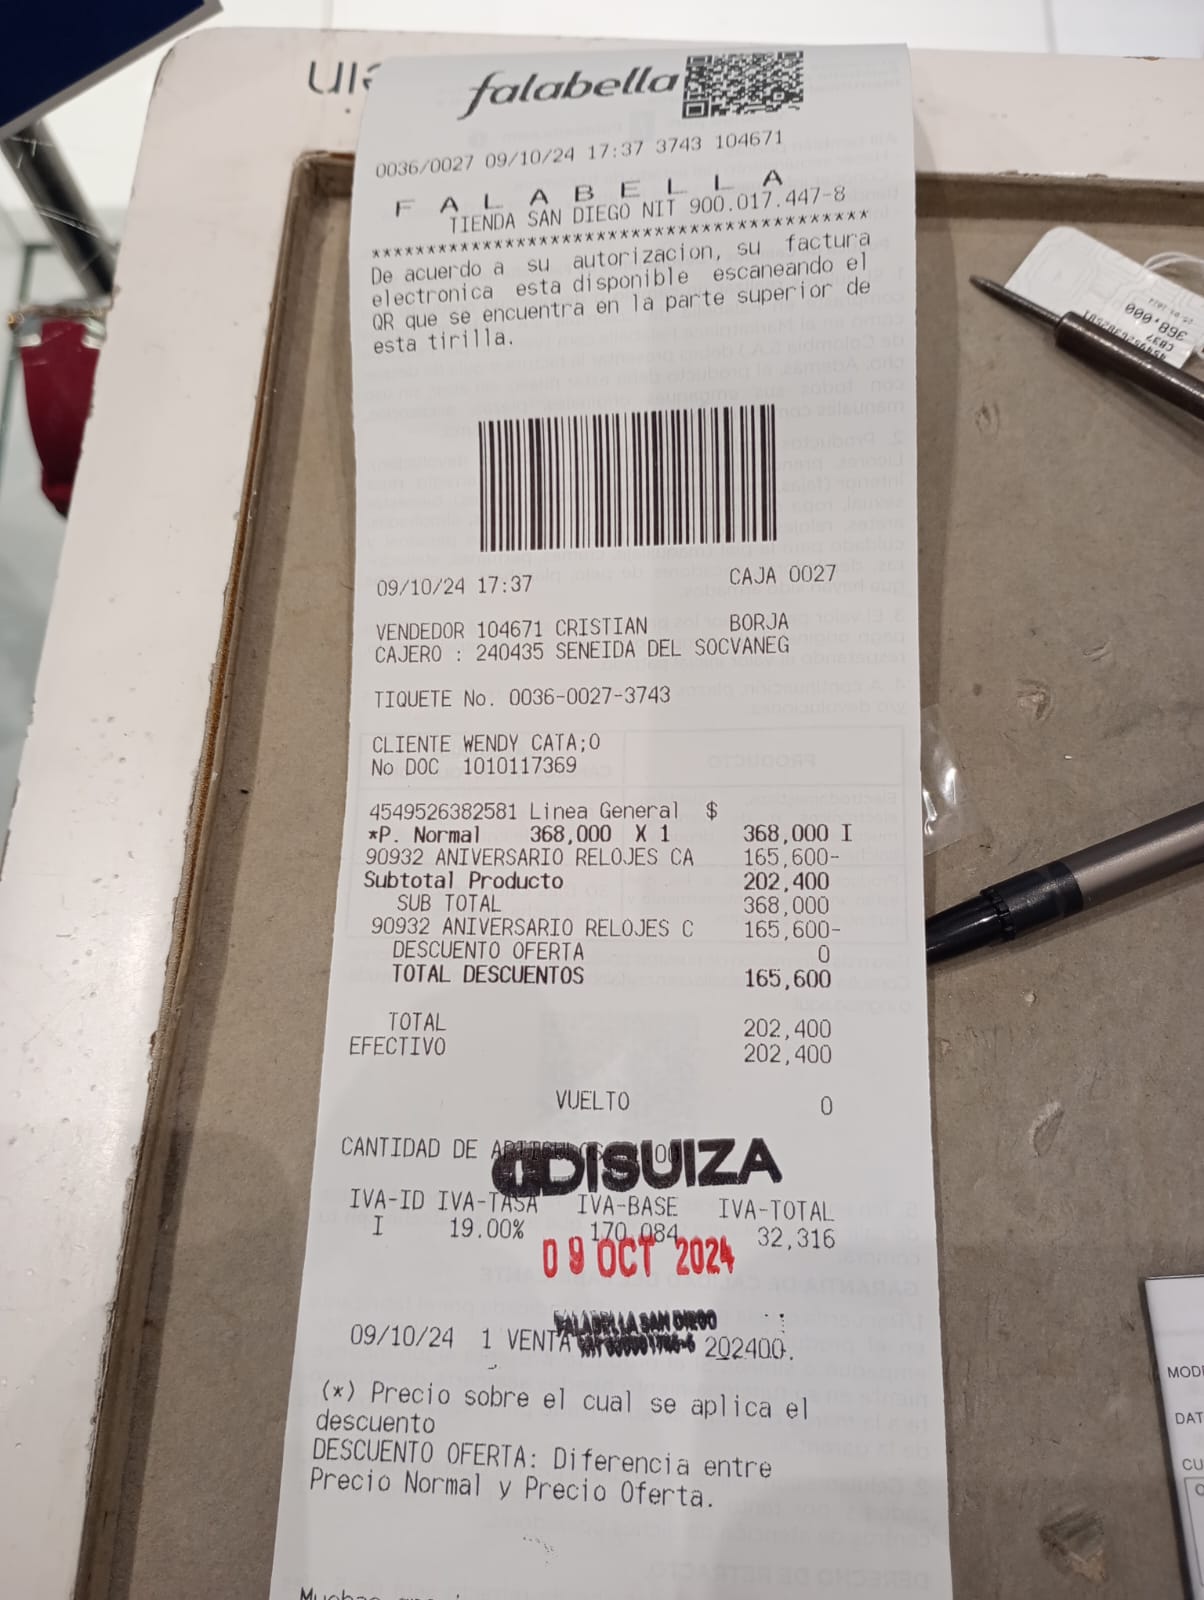 falabella
0036/0027 09/10/24 17:37 3743 104671
F A L A B E L L A
TIENDA SAN DIEGO NIT 900.017.447-8
******************************************
De acuerdo a su autorizacion, su factura
electronica esta disponible escaneando el
QR que se encuentra en la parte superior de
esta tirilla.
09/10/24 17:37 CAJA 0027
VENDEDOR 104671 CRISTIAN BORJA
CAJERO : 240435 SENEIDA DEL SOCVANEG
TIQUETE No. 0036-0027-3743
CLIENTE WENDY CATA;O
No DOC 1010117369
4549526382581 Linea General $
*P. Normal 368,000 X 1 368,000 I
90932 ANIVERSARIO RELOJES CA 165,600-
Subtotal Producto 202,400
SUB TOTAL 368,000
90932 ANIVERSARIO RELOJES C 165,600-
DESCUENTO OFERTA 0
TOTAL DESCUENTOS 165,600
TOTAL 202,400
EFECTIVO 202,400
VUELTO 0
CANTIDAD DE
DISUIZA
IVA-ID IVA-TASA IVA-BASE IVA-TOTAL
I 19.00% 170,084 32,316
09 OCT 2024
FALABELLA SAN DIEGO
09/10/24 1 VENTA 202400.
(*) Precio sobre el cual se aplica el
descuento
DESCUENTO OFERTA: Diferencia entre
Precio Normal y Precio Oferta.
368.000
CB37
4549526382581
MODE
DAT
CU